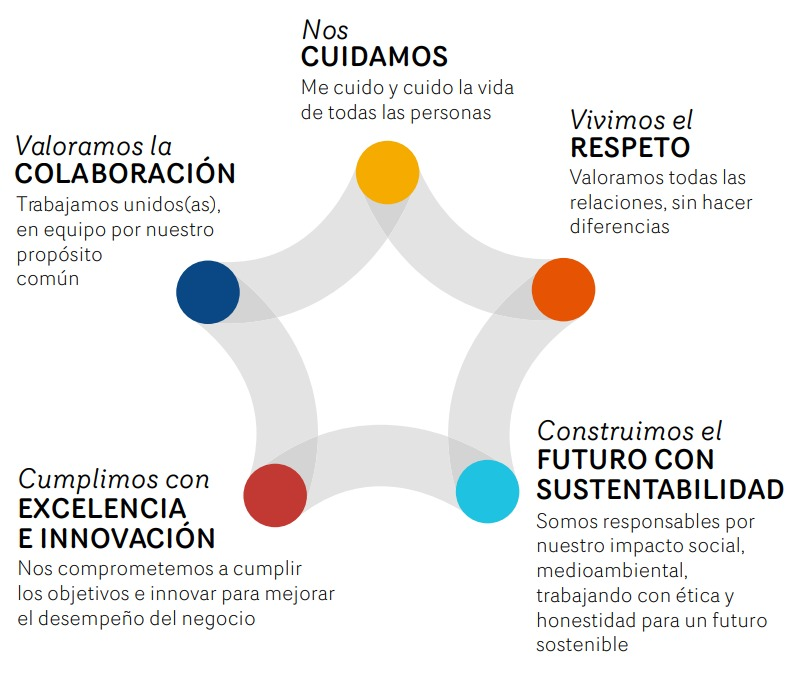 Nos
CUIDAMOS
Me cuido y cuido la vida
de todas las personas
Vivimos el
RESPETO
Valoramos todas las
relaciones, sin hacer
diferencias
Valoramos la
COLABORACIÓN
Trabajamos unidos(as),
en equipo por nuestro
propósito
común
Construimos el
FUTURO CON
SUSTENTABILIDAD
Somos responsables por
nuestro impacto social,
medioambiental,
trabajando con ética y
honestidad para un futuro
sostenible
Cumplimos con
EXCELENCIA
E INNOVACIÓN
Nos comprometemos a cumplir
los objetivos e innovar para mejorar
el desempeño del negocio